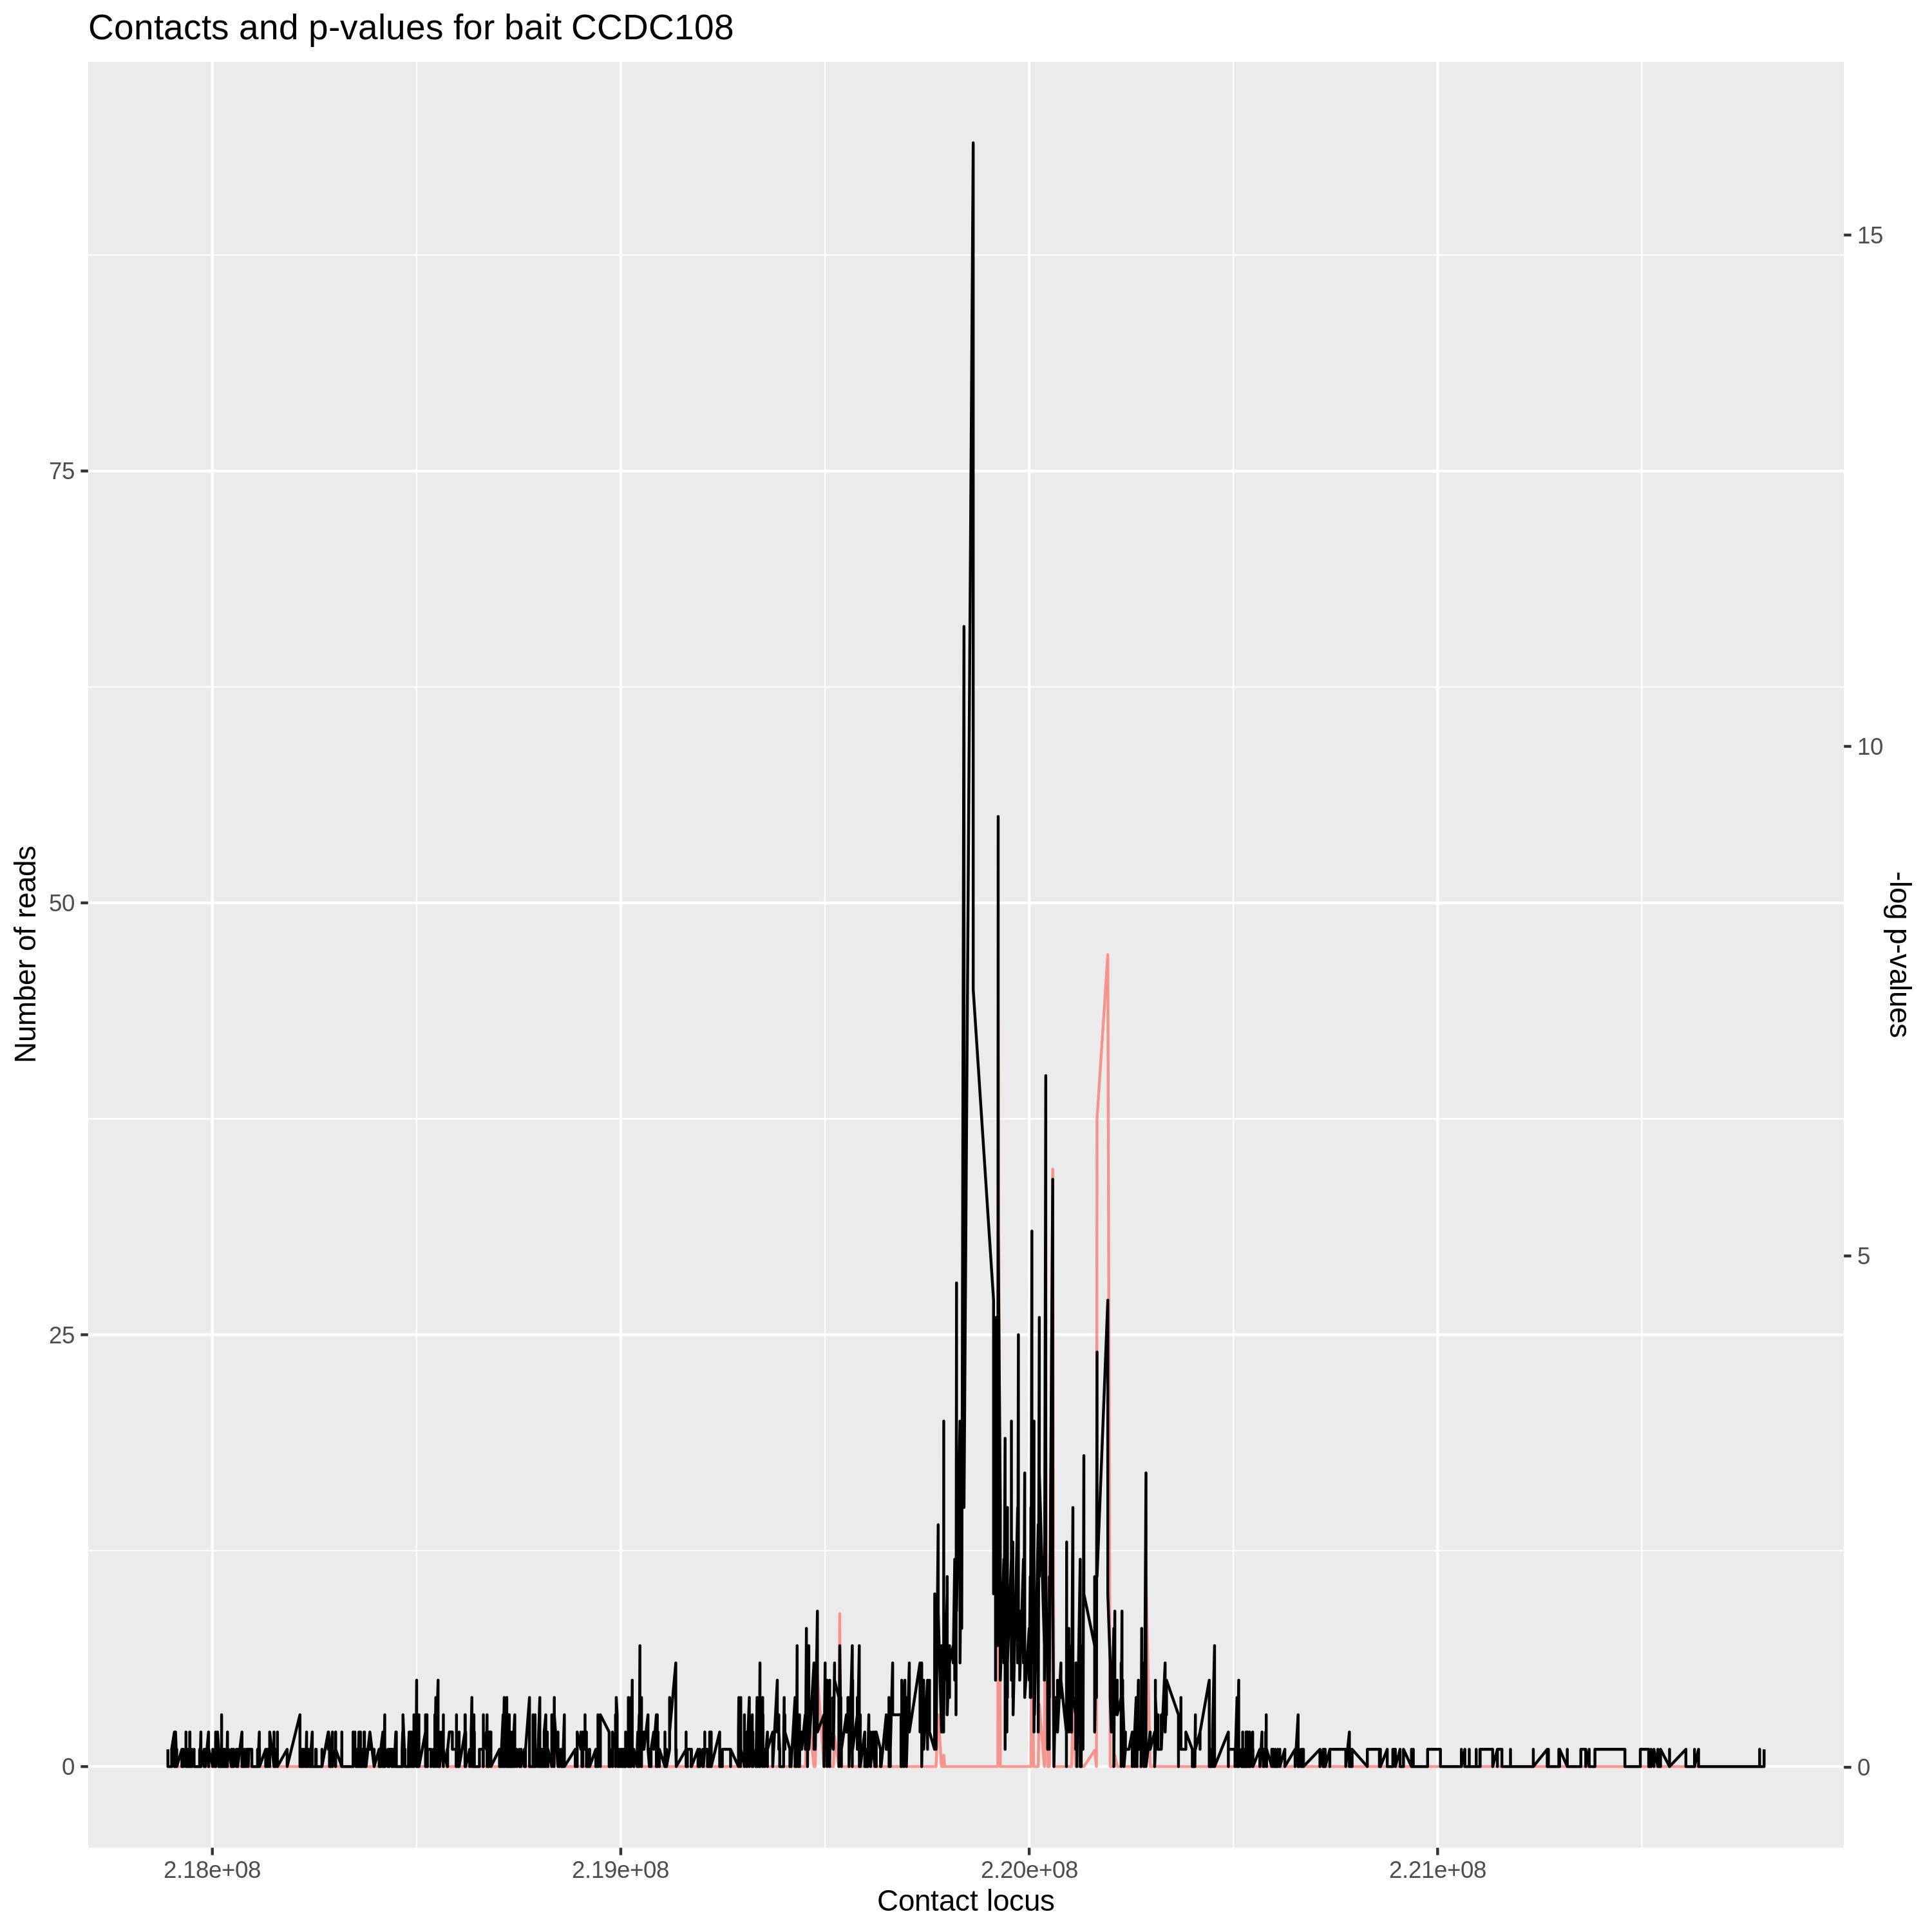 Contacts and p-values for bait CCDC108
15
75
10
50
Number of reads
-log p-values
5
25
0
0
2.18e+08
2.19e+08
2.20e+08
2.21e+08
Contact locus